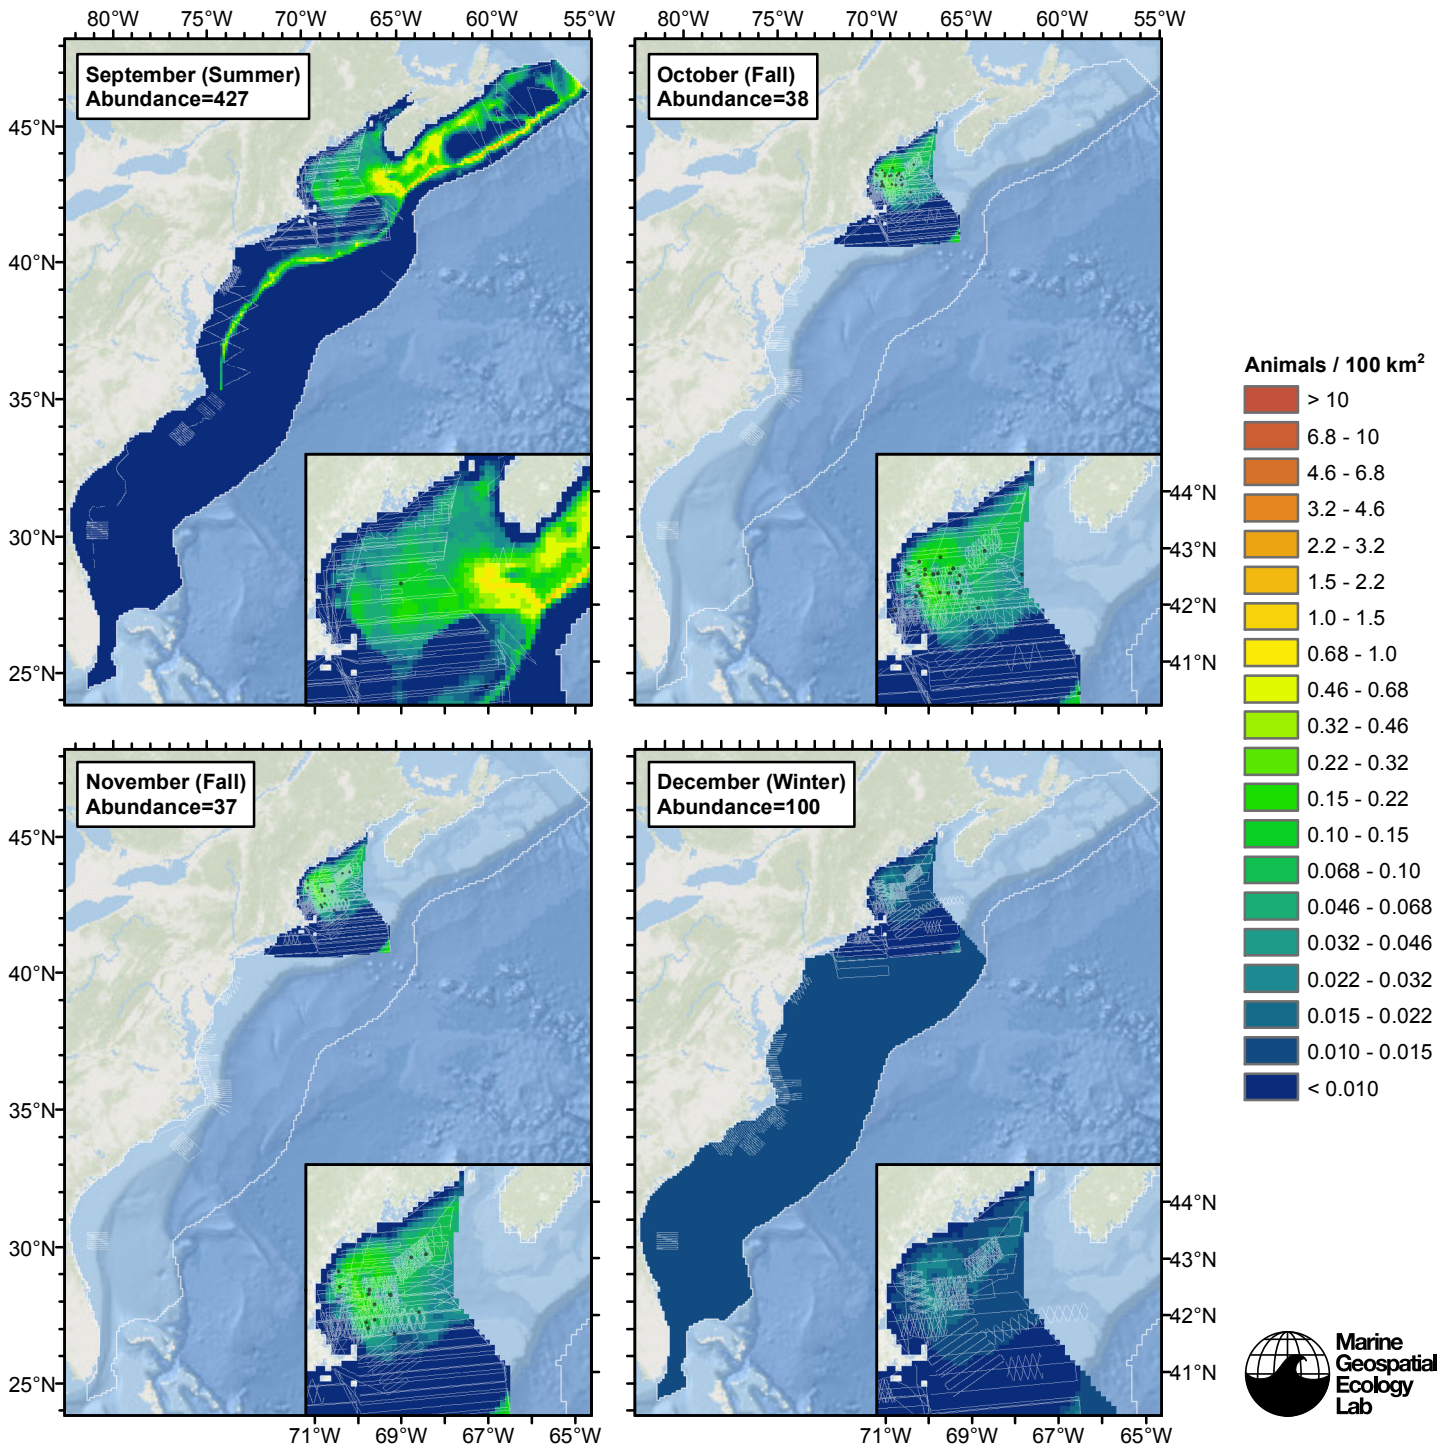 80°W 75°W 70°W 65°W 60°W 55°W
80°W 75°W 70°W 65°W 60°W 55°W
September (Summer)
Abundance=427
October (Fall)
Abundance=38
45°N
40°N
35°N
30°N
25°N
44°N
43°N
42°N
41°N
November (Fall)
Abundance=37
December (Winter)
Abundance=100
45°N
40°N
35°N
30°N
25°N
44°N
43°N
42°N
41°N
71°W 69°W 67°W 65°W
71°W 69°W 67°W 65°W
Animals / 100 km²
> 10
6.8 - 10
4.6 - 6.8
3.2 - 4.6
2.2 - 3.2
1.5 - 2.2
1.0 - 1.5
0.68 - 1.0
0.46 - 0.68
0.32 - 0.46
0.22 - 0.32
0.15 - 0.22
0.10 - 0.15
0.068 - 0.10
0.046 - 0.068
0.032 - 0.046
0.022 - 0.032
0.015 - 0.022
0.010 - 0.015
< 0.010
Marine
Geospatial
Ecology
Lab